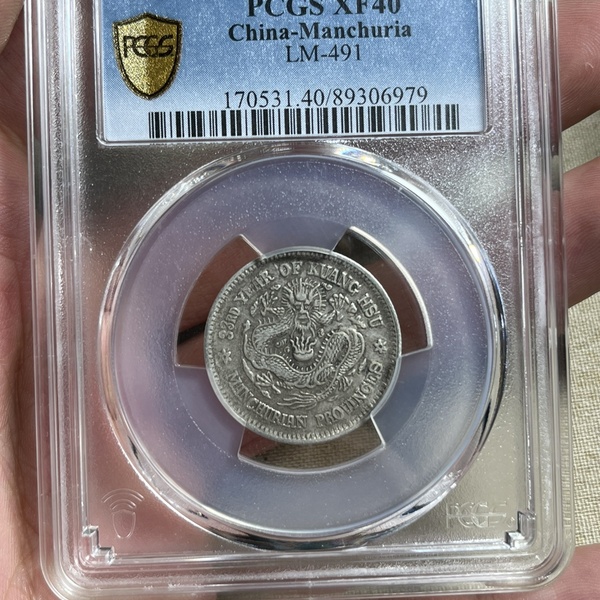 PCGS XF40
China-Manchuria
LM-491
170531.40/89306979
PCGS
33RD YEAR OF KUANG HSU
MANCHURIAN PROVINCES
PCGS